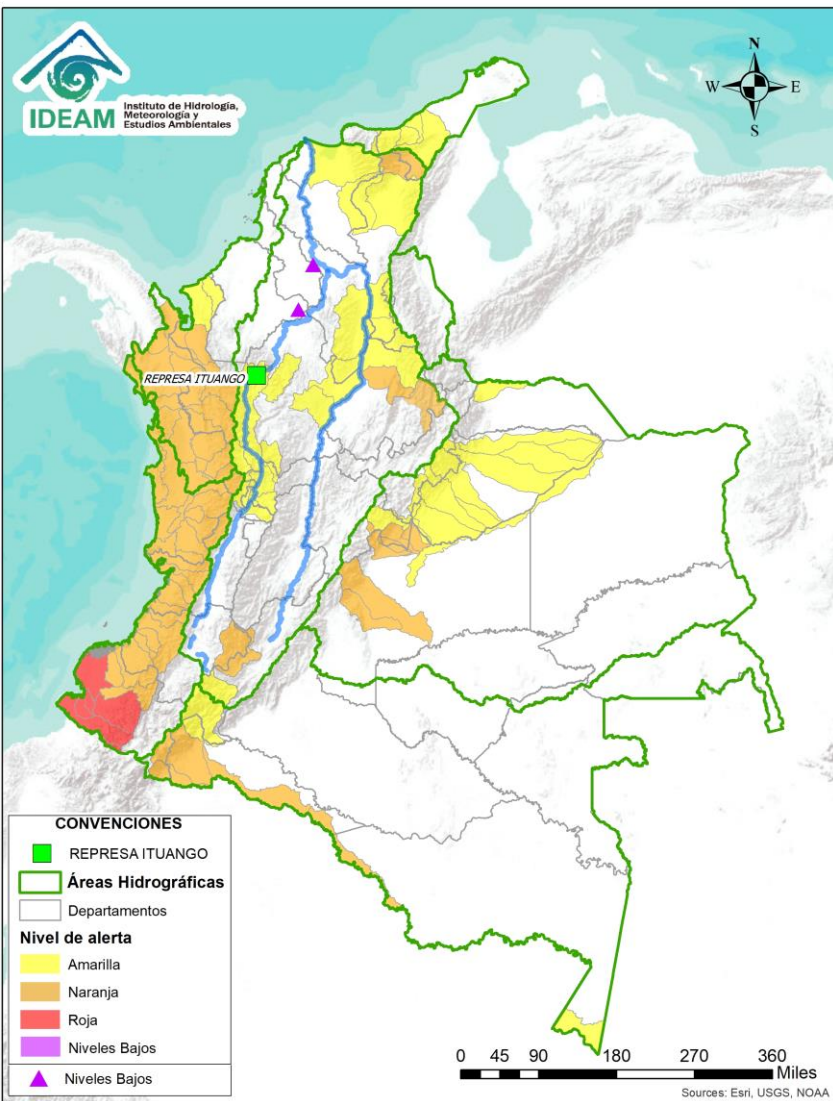 IDEAM
Instituto de Hidrología,
Meteorología y
Estudios Ambientales
N
W
E
S
REPRESA ITUANGO
CONVENCIONES
REPRESA ITUANGO
Áreas Hidrográficas
Departamentos
Nivel de alerta
Amarilla
Naranja
Roja
Niveles Bajos
Niveles Bajos
0 45 90 180 270 360
Miles
Sources: Esri, USGS, NOAA